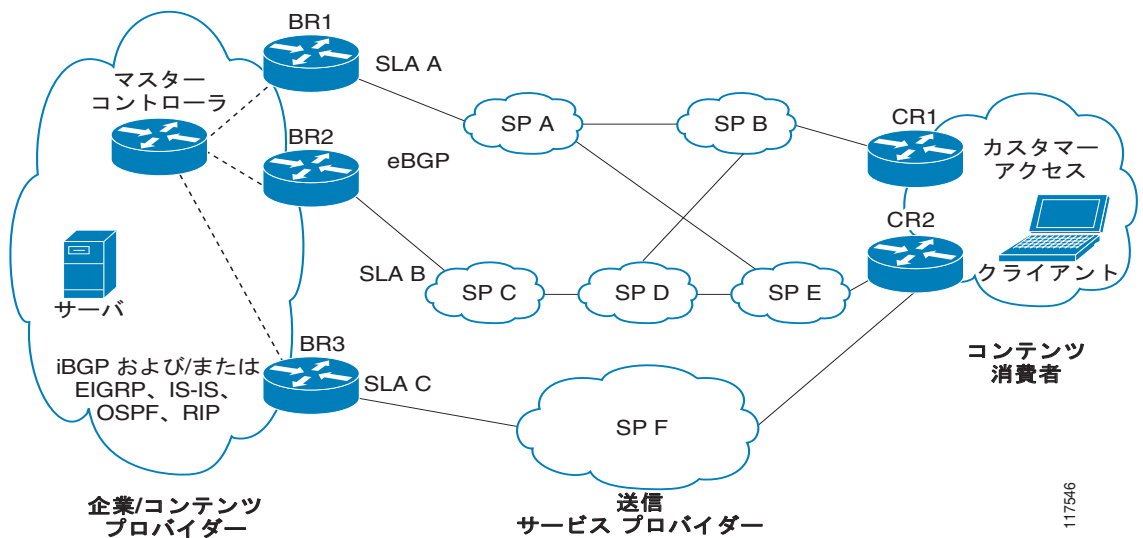 BR1
SLA A
マスター
コントローラ
SP A
SP B
CR1
BR2
eBGP
カスタマー
アクセス
CR2
サーバ
SLA B
SP C
SP D
SP E
クライアント
BR3
iBGP および/または
EIGRP、IS-IS、
OSPF、RIP
SLA C
SP F
コンテンツ
消費者
企業/コンテンツ
プロバイダー
送信
サービス プロバイダー
117546